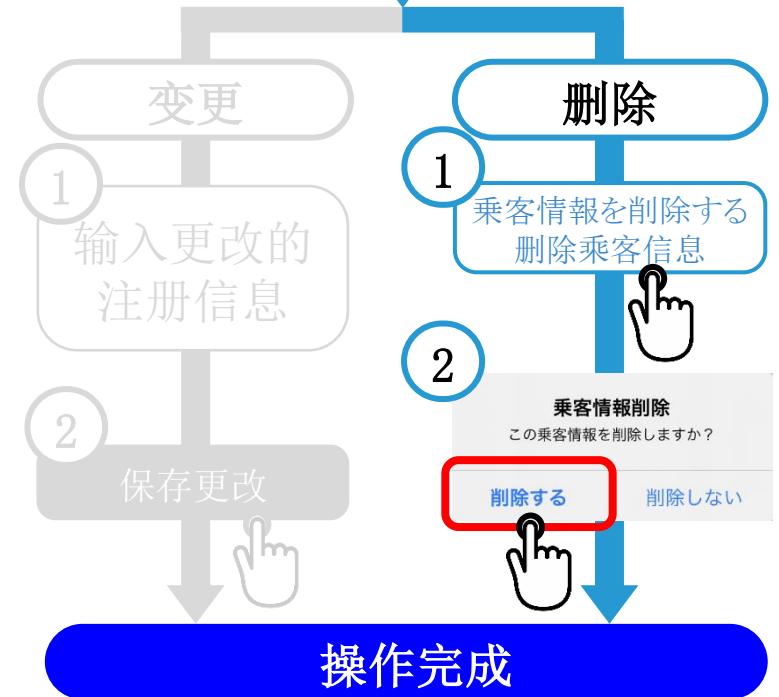 变更
1
输入更改的
注册信息
2
保存更改
删除
1
乗客情報を削除する
删除乘客信息
2
乗客情報削除
この乗客情報を削除しますか？
削除する
削除しない
操作完成